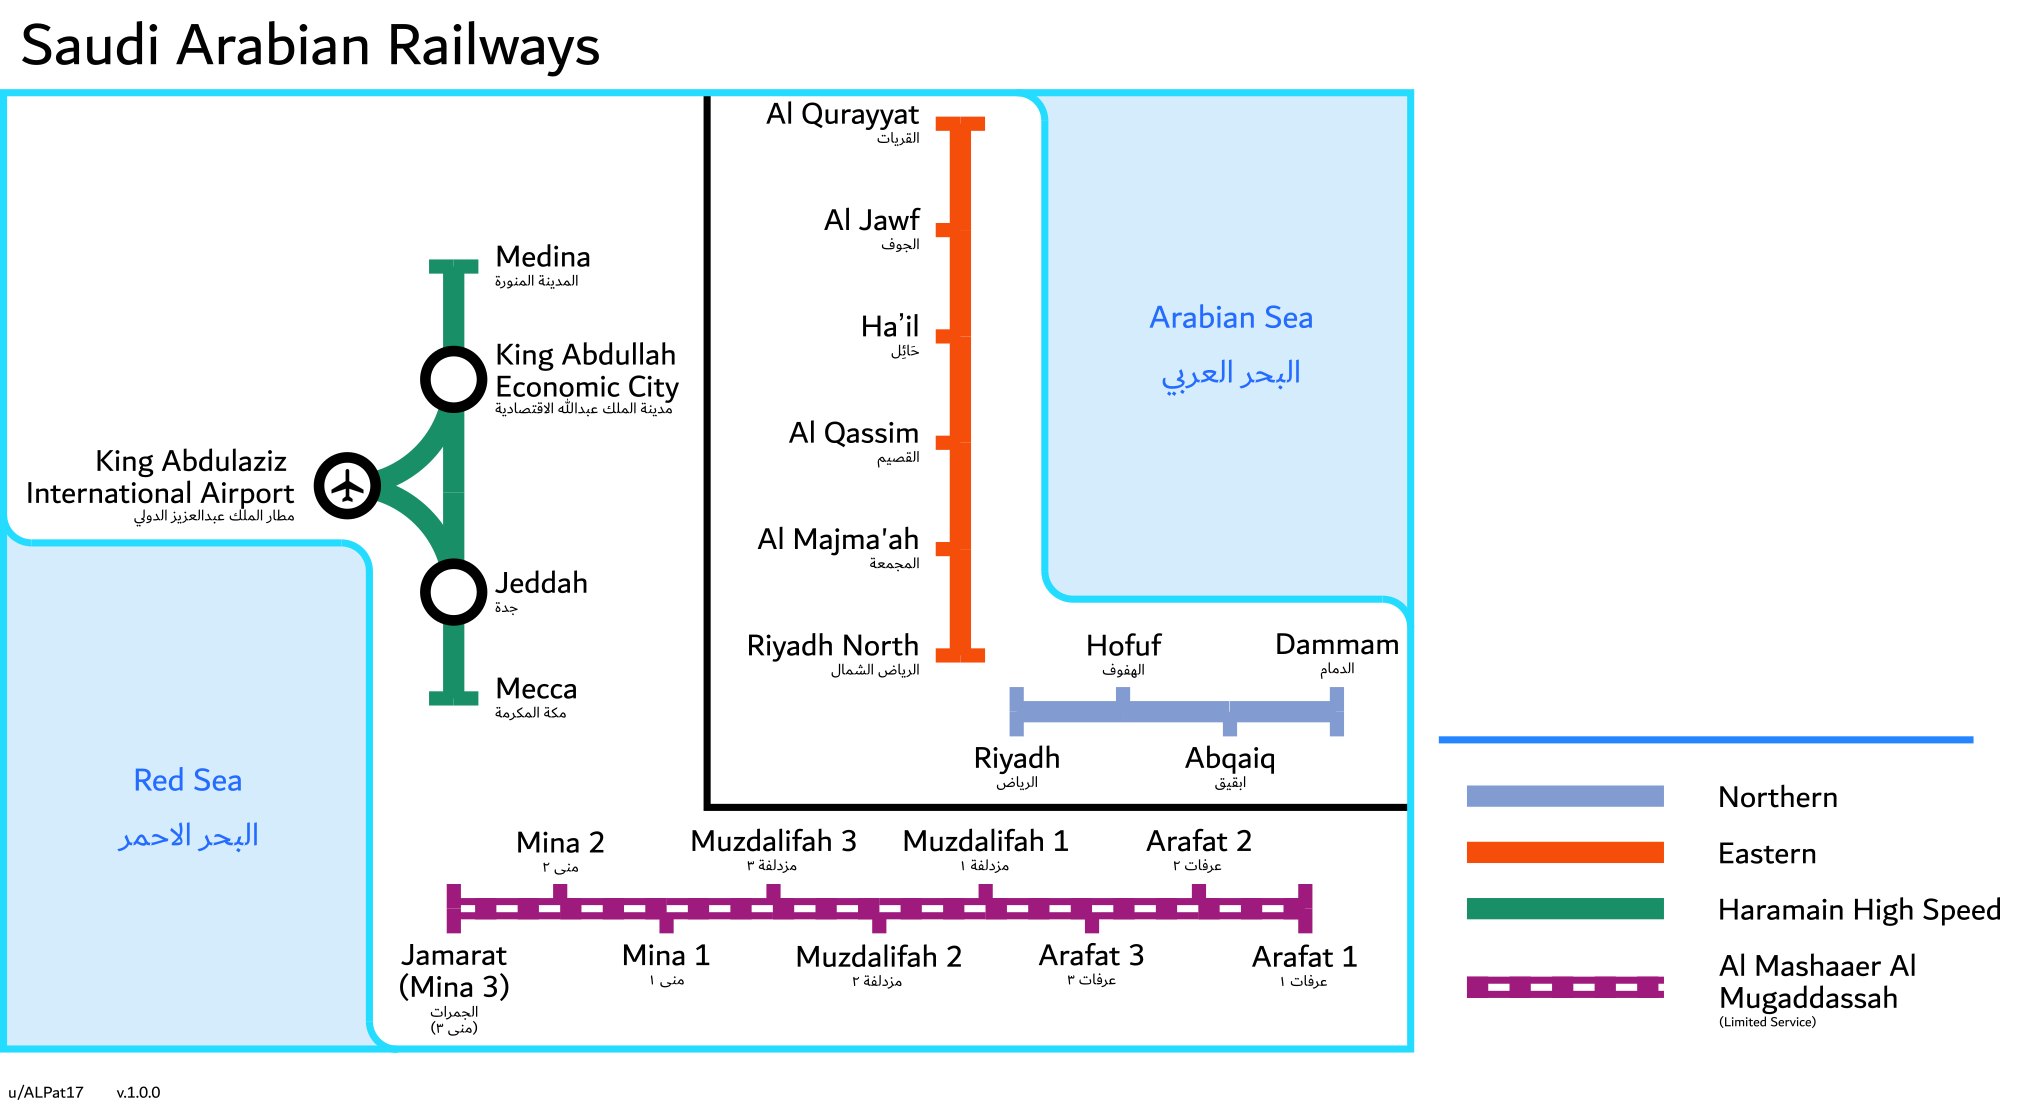 Saudi Arabian Railways
Medina
المدينة المنورة
King Abdullah
Economic City
مدينة الملك عبدالله الاقتصادية
King Abdulaziz
International Airport
مطار الملك عبدالعزيز الدولي
Jeddah
جدة
Mecca
مكة المكرمة
Red Sea
البحر الاحمر
Al Qurayyat
القريات
Al Jawf
الجوف
Ha’il
حَائِل
Al Qassim
القصيم
Al Majma'ah
المجمعة
Riyadh North
الرياض الشمال
Arabian Sea
البحر العربي
Hofuf
الهفوف
Dammam
الدمام
Riyadh
الرياض
Abqaiq
ابقيق
Mina 2
منى ٢
Muzdalifah 3
مزدلفة ٣
Muzdalifah 1
مزدلفة ١
Arafat 2
عرفات ٢
Jamarat
(Mina 3)
الجمرات
(منى ٣)
Mina 1
منى ١
Muzdalifah 2
مزدلفة ٢
Arafat 3
عرفات ٣
Arafat 1
عرفات ١
Northern
Eastern
Haramain High Speed
Al Mashaaer Al
Mugaddassah
(Limited Service)
u/ALPat17 v.1.0.0